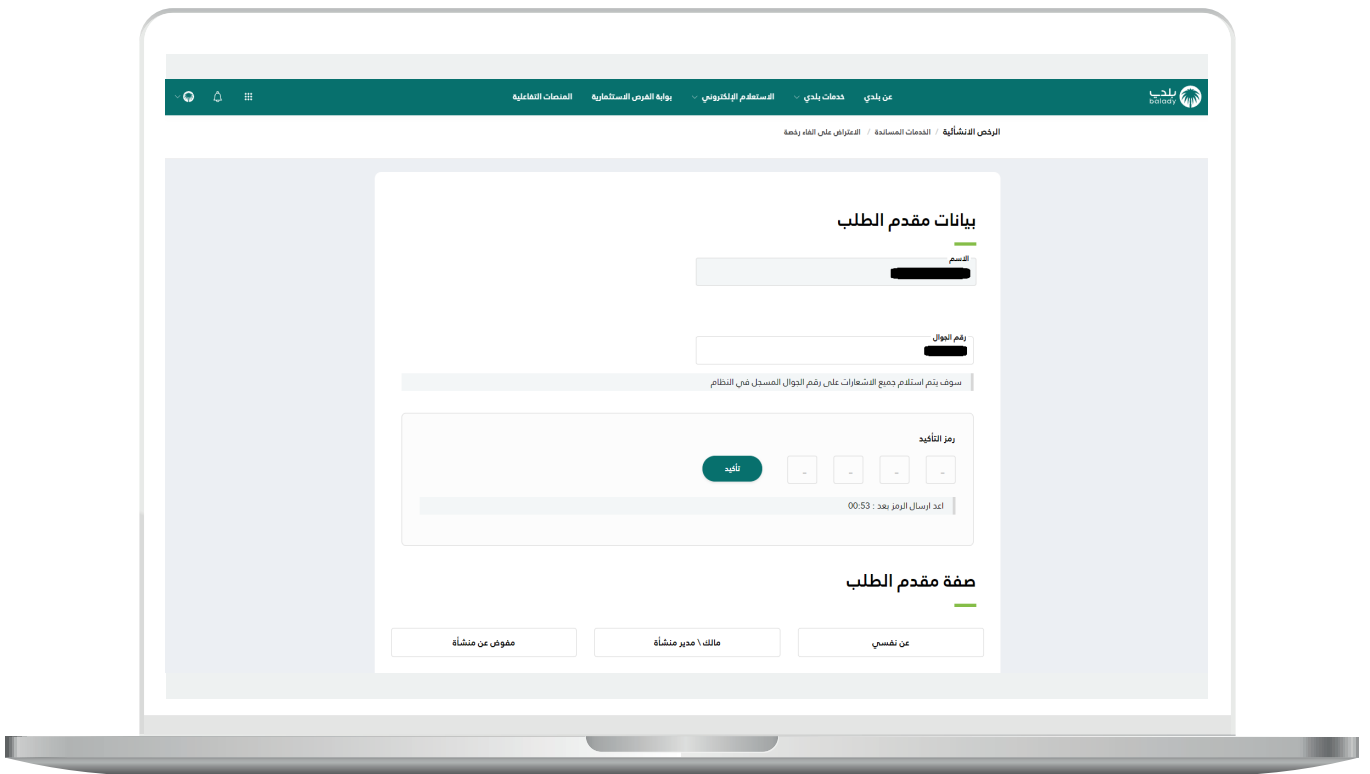 بلدي
balady
عن بلدي
خدمات بلدي
الاستعلام الإلكتروني
بوابة الفرص الاستثمارية
المنصات التفاعلية
الرخص الانشائية / الخدمات المساندة / الاعتراض على الغاء رخصة
بيانات مقدم الطلب
الاسم
رقم الجوال
سوف يتم استلام جميع الاشعارات على رقم الجوال المسجل في النظام
رمز التأكيد
تأكيد
اعد ارسال الرمز بعد : 00:53
صفة مقدم الطلب
عن نفسي
مالك \ مدير منشأة
مفوض عن منشأة